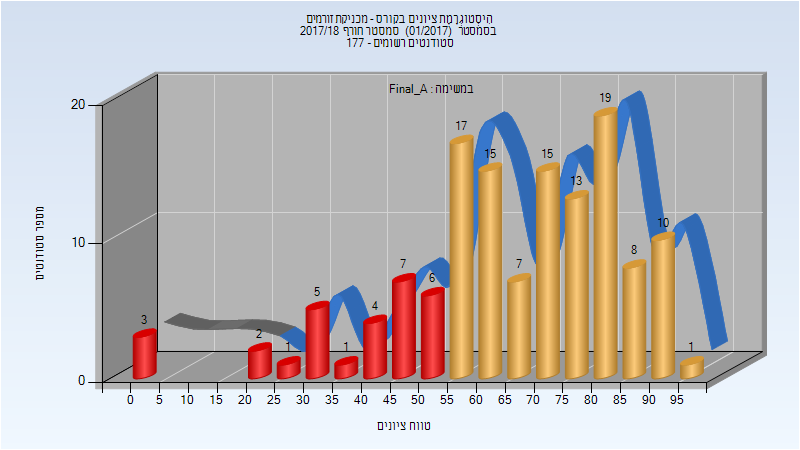 היסטוגרמת ציונים בקורס - מכניקת זורמים
בסמסטר (01/2017) סמסטר חורף 2017/18
סטודנטים רשומים - 177
במשימה : Final_A
מספר סטודנטים
20
10
0
3
2
1
5
1
4
7
6
17
15
7
15
13
19
8
10
1
0 5 10 15 20 25 30 35 40 45 50 55 60 65 70 75 80 85 90 95
טווח ציונים